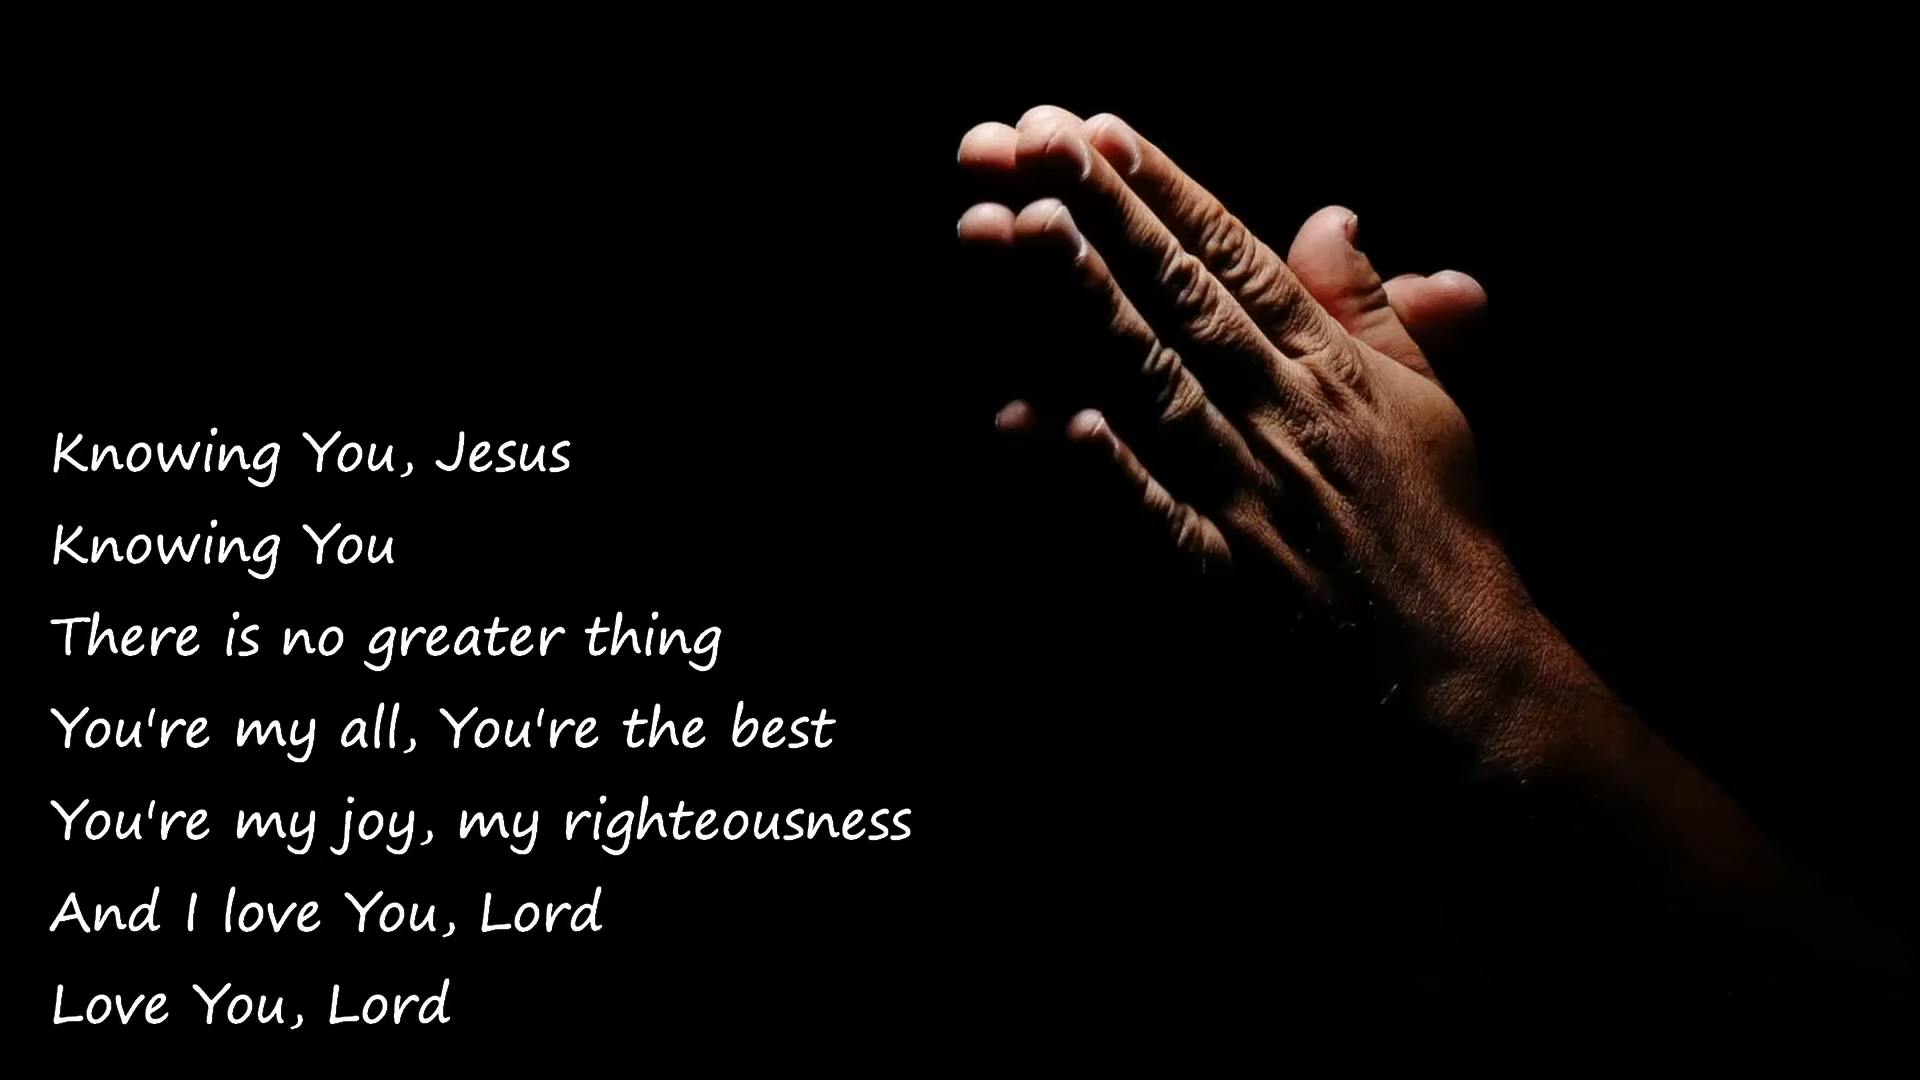 Knowing You, Jesus
Knowing You
There is no greater thing
You're my all, You're the best
You're my joy, my righteousness
And I love You, Lord
Love You, Lord